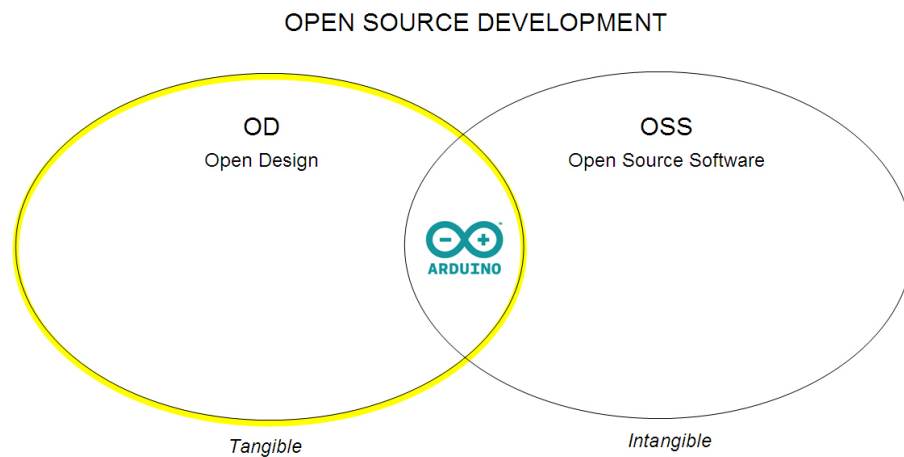 OPEN SOURCE DEVELOPMENT
OD
Open Design
OSS
Open Source Software
ARDUINO
Tangible
Intangible